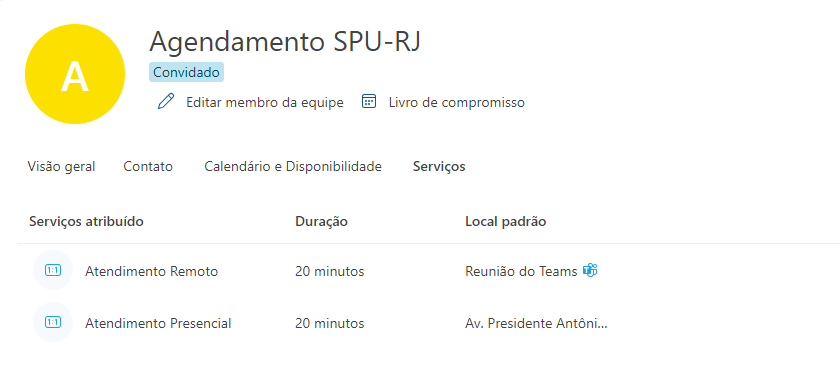 A
Agendamento SPU-RJ
Convidado
Editar membro da equipe Livro de compromisso
Visão geral Contato Calendário e Disponibilidade Serviços
Serviços atribuído Duração Local padrão
1:1 Atendimento Remoto 20 minutos Reunião do Teams
1:1 Atendimento Presencial 20 minutos Av. Presidente Antôni...